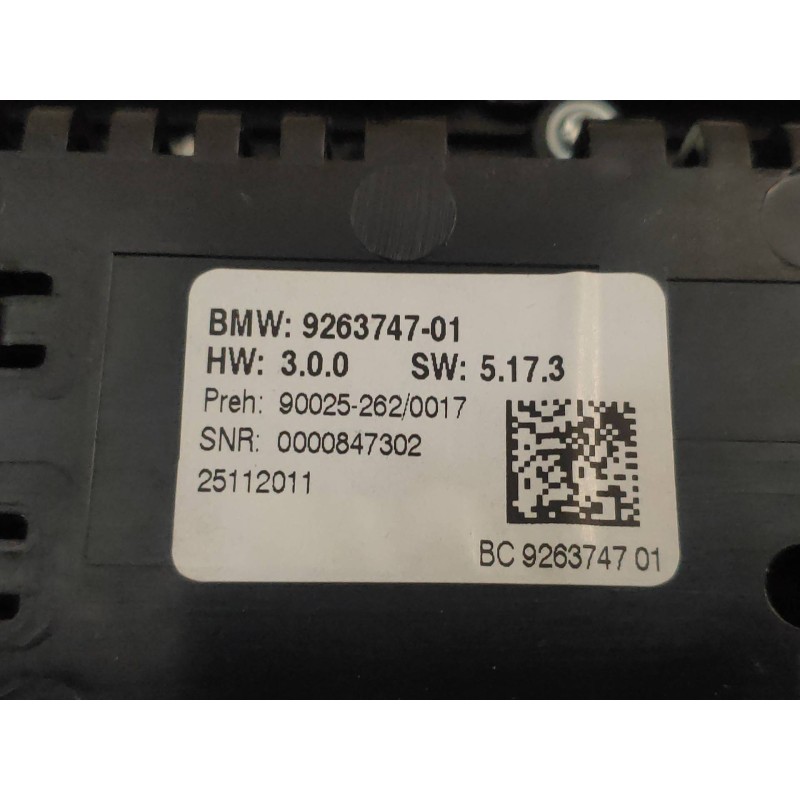 BMW: 9263747-01
HW: 3.0.0 SW: 5.17.3
Preh: 90025-262/0017
SNR: 0000847302
25112011
BC 9263747 01